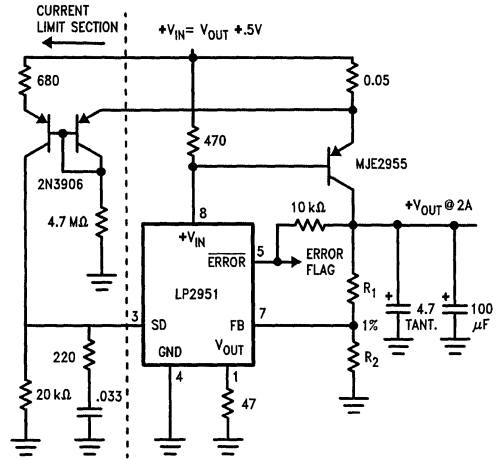 CURRENT
LIMIT SECTION
+VIN= VOUT +.5V
680
0.05
470
2N3906
MJE2955
4.7 MΩ
8
+VIN
10 kΩ
+VOUT @ 2A
5
ERROR
ERROR
FLAG
LP2951
R1
3
SD
FB
7
1%
4.7
TANT.
100
μF
220
GND
VOUT
R2
20 kΩ
.033
4
1
47